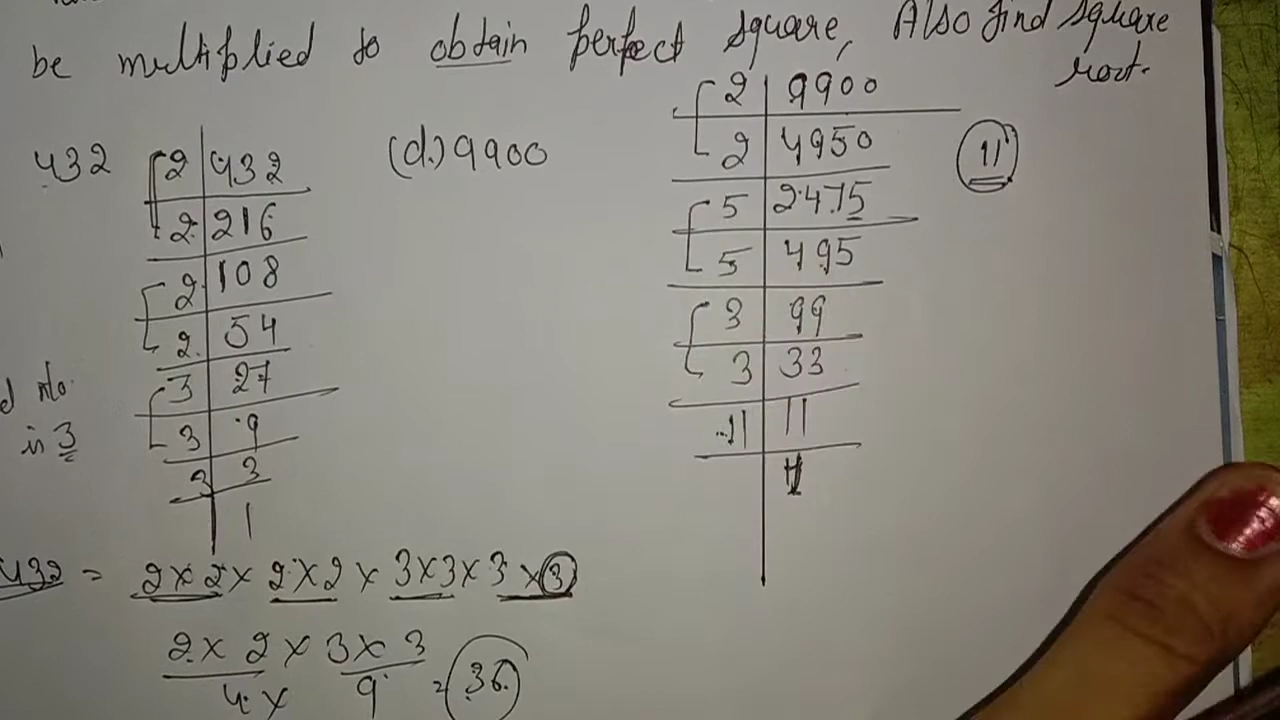 be multiplied to obtain perfect square, Also find square
root.
432
2 432
2 216
2 108
2 54
3 27
3 9
3 3
1
in 3
432 = 2 × 2 × 2 × 2 × 3 × 3 × 3 × 3
2 × 2 × 3 × 3
4 × 9 = 36
(d.) 9900
2 9900
2 4950
5 2475
5 495
3 99
3 33
11 11
1
11